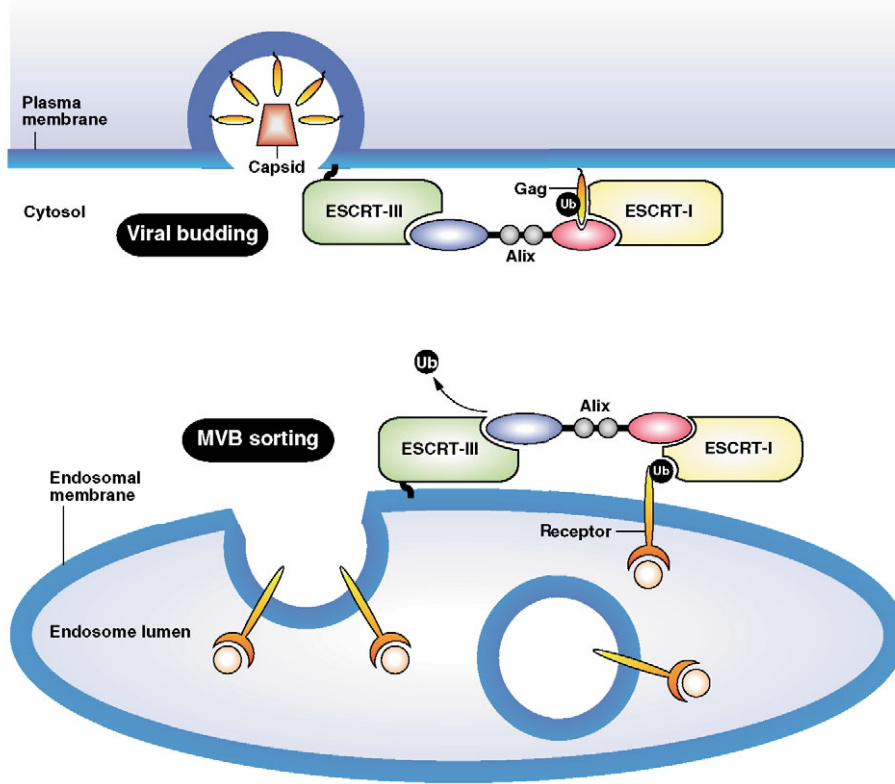 Plasma
membrane
Capsid
Cytosol
Viral budding
ESCRT-III
Alix
Gag
Ub
ESCRT-I
Ub
MVB sorting
ESCRT-III
Alix
ESCRT-I
Ub
Endosomal
membrane
Receptor
Endosome lumen